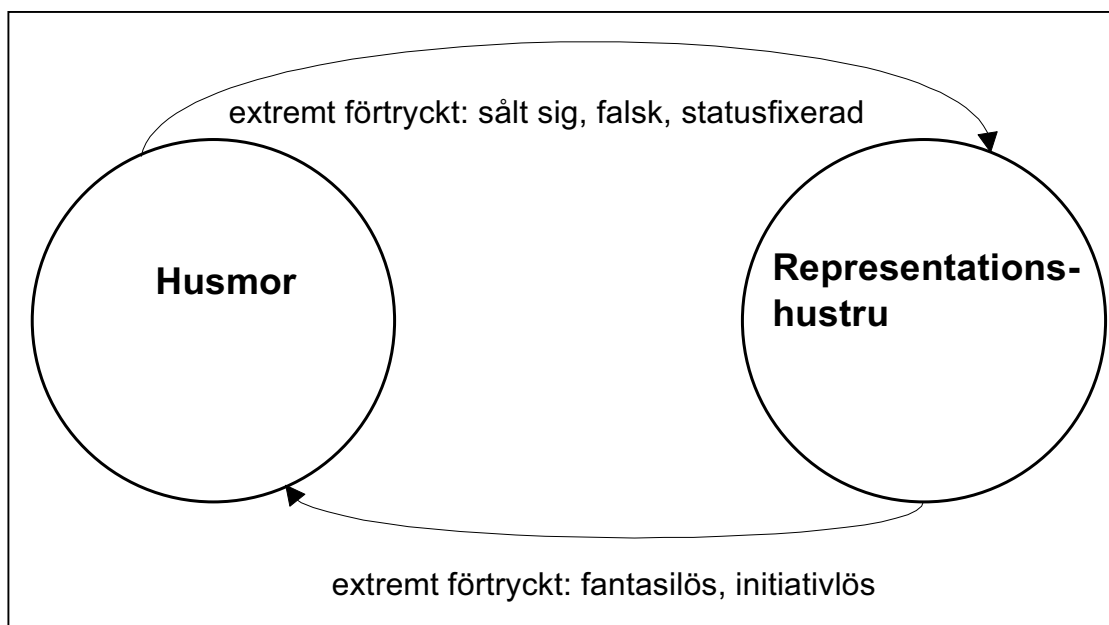 extremt förtryckt: sålt sig, falsk, statusfixerad
Husmor
Representations-
hustru
extremt förtryckt: fantasilös, initiativlös